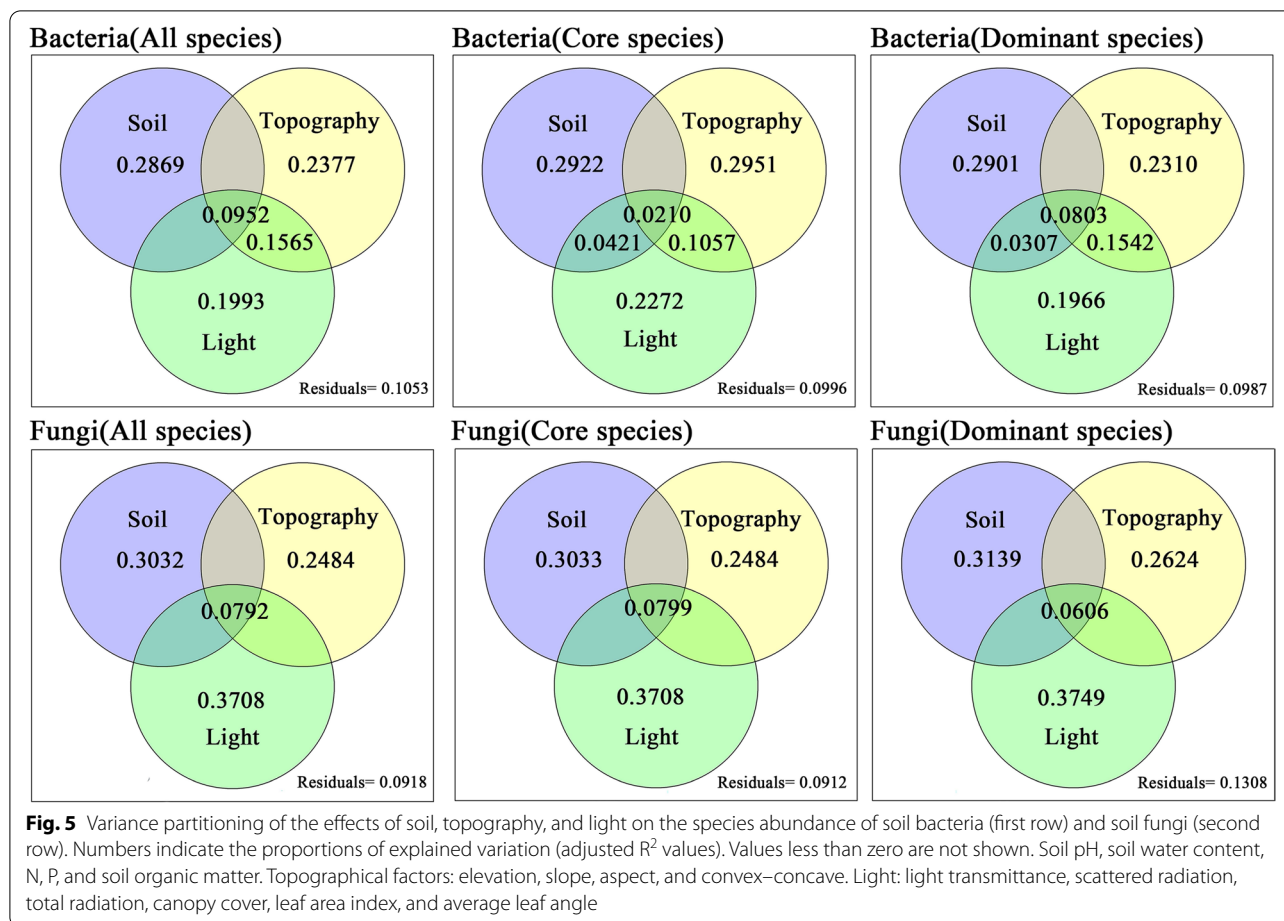 Bacteria(All species)
Soil
Topography
0.2869
0.2377
0.0952
0.1565
0.1993
Light
Residuals= 0.1053
Bacteria(Core species)
Soil
Topography
0.2922
0.2951
0.0210
0.0421
0.1057
0.2272
Light
Residuals= 0.0996
Bacteria(Dominant species)
Soil
Topography
0.2901
0.2310
0.0803
0.0307
0.1542
0.1966
Light
Residuals= 0.0987
Fungi(All species)
Soil
Topography
0.3032
0.2484
0.0792
0.3708
Light
Residuals= 0.0918
Fungi(Core species)
Soil
Topography
0.3033
0.2484
0.0799
0.3708
Light
Residuals= 0.0912
Fungi(Dominant species)
Soil
Topography
0.3139
0.2624
0.0606
0.3749
Light
Residuals= 0.1308
Fig. 5 Variance partitioning of the effects of soil, topography, and light on the species abundance of soil bacteria (first row) and soil fungi (second
row). Numbers indicate the proportions of explained variation (adjusted R² values). Values less than zero are not shown. Soil pH, soil water content,
N, P, and soil organic matter. Topographical factors: elevation, slope, aspect, and convex–concave. Light: light transmittance, scattered radiation,
total radiation, canopy cover, leaf area index, and average leaf angle